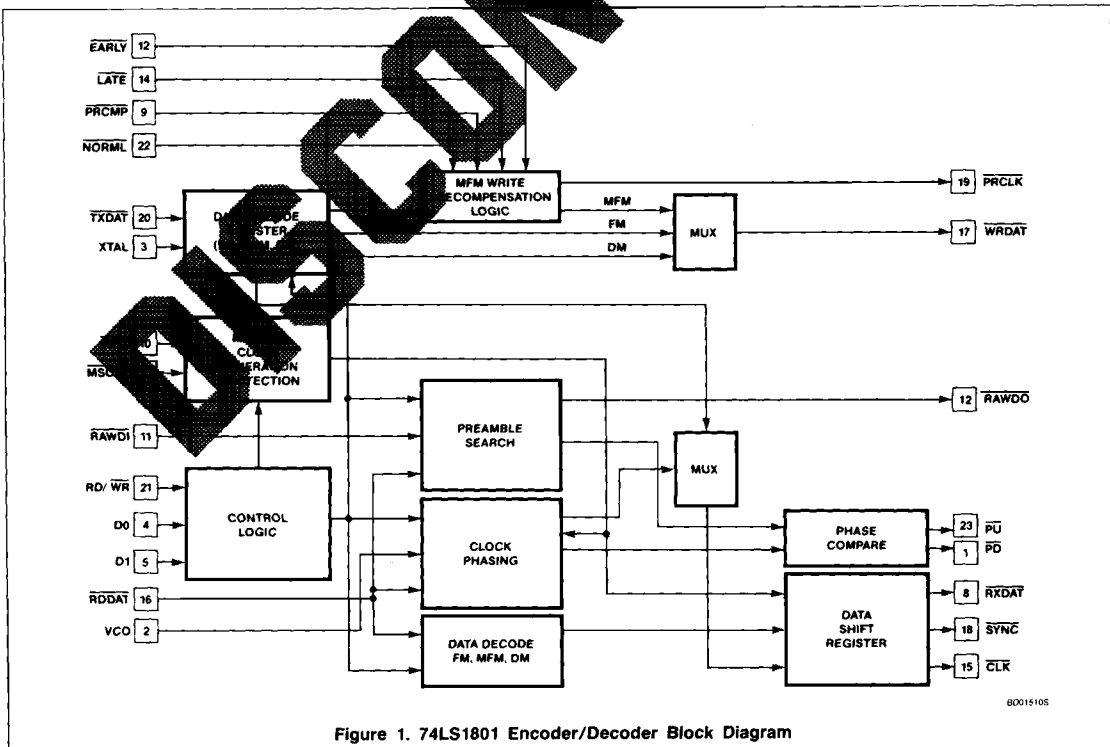 EARLY 12
LATE 14
PRCMP 9
NORML 22
TXDAT 20
XTAL 3
MFM WRITE
LOGIC
MFM
FM
DM
MUX
19 PRCLK
17 WRDAT
RAWDI 11
RD/WR 21
D0 4
D1 5
RDDAT 16
VCO 2
CONTROL
LOGIC
PREAMBLE
SEARCH
CLOCK
PHASING
DATA DECODE
FM, MFM, DM
MUX
12 RAWDO
PHASE
COMPARE
23 PU
1 PD
DATA
SHIFT
REGISTER
8 RXDAT
18 SYNC
15 CLK
BD01510S
Figure 1. 74LS1801 Encoder/Decoder Block Diagram